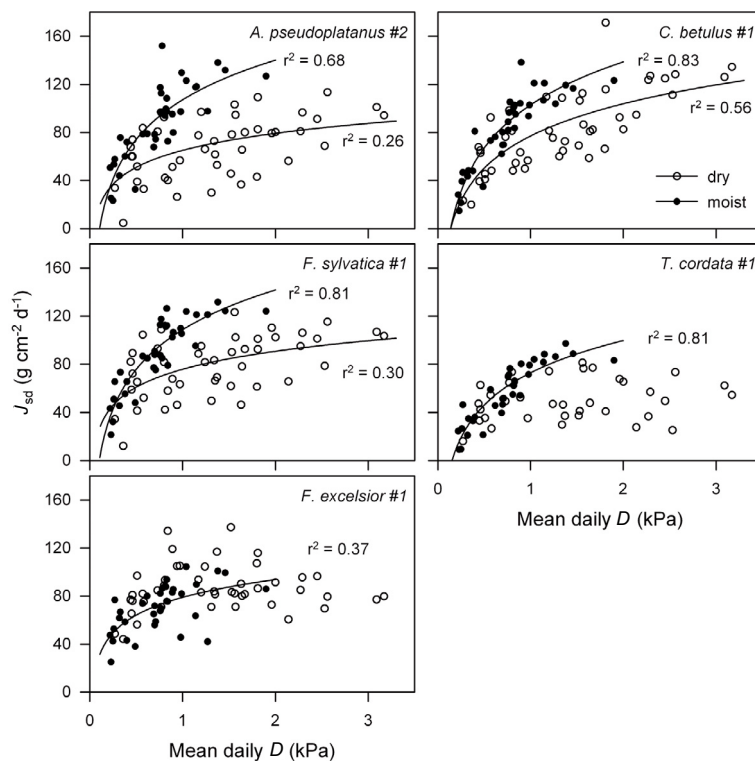 A. pseudoplatanus #2
r² = 0.68
r² = 0.26
160
120
80
40
0
C. betulus #1
r² = 0.83
r² = 0.56
dry
moist
F. sylvatica #1
r² = 0.81
r² = 0.30
160
120
80
40
0
T. cordata #1
r² = 0.81
0 1 2 3
Mean daily D (kPa)
Jsd (g cm⁻² d⁻¹)
F. excelsior #1
r² = 0.37
160
120
80
40
0
0 1 2 3
Mean daily D (kPa)